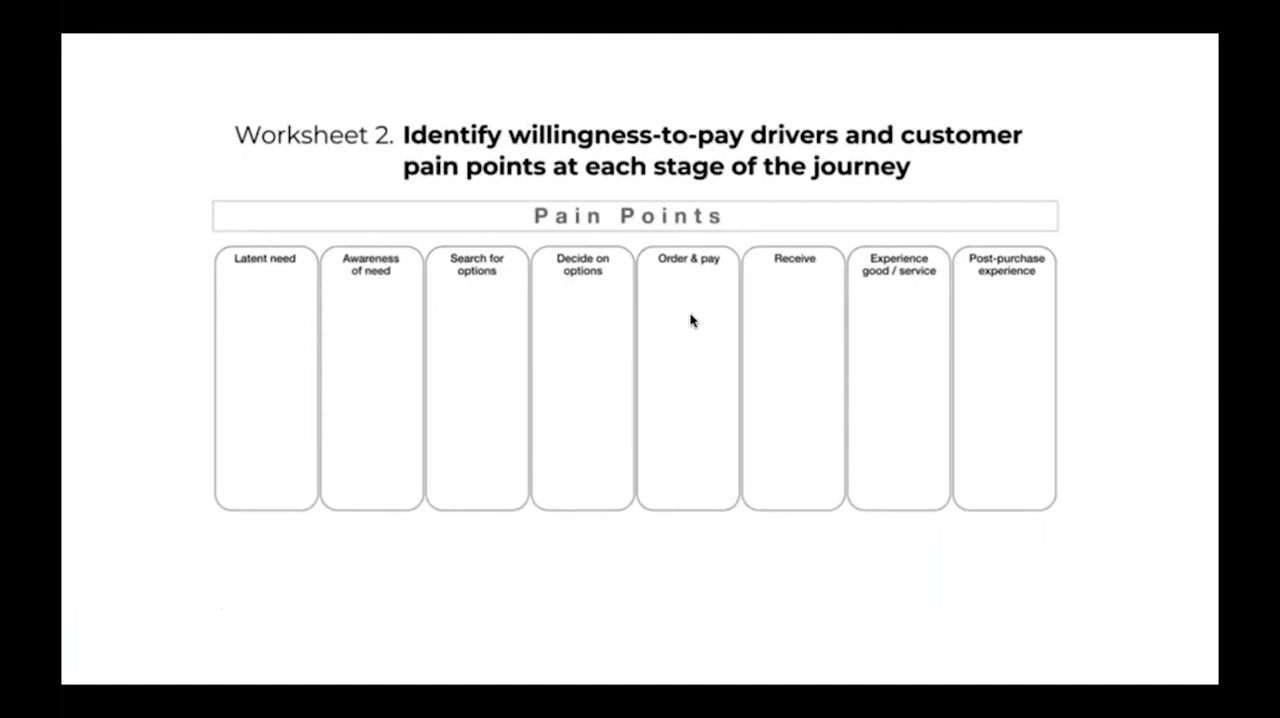 Worksheet 2. Identify willingness-to-pay drivers and customer
pain points at each stage of the journey
Pain Points
Latent need
Awareness
of need
Search for
options
Decide on
options
Order & pay
Receive
Experience
good / service
Post-purchase
experience